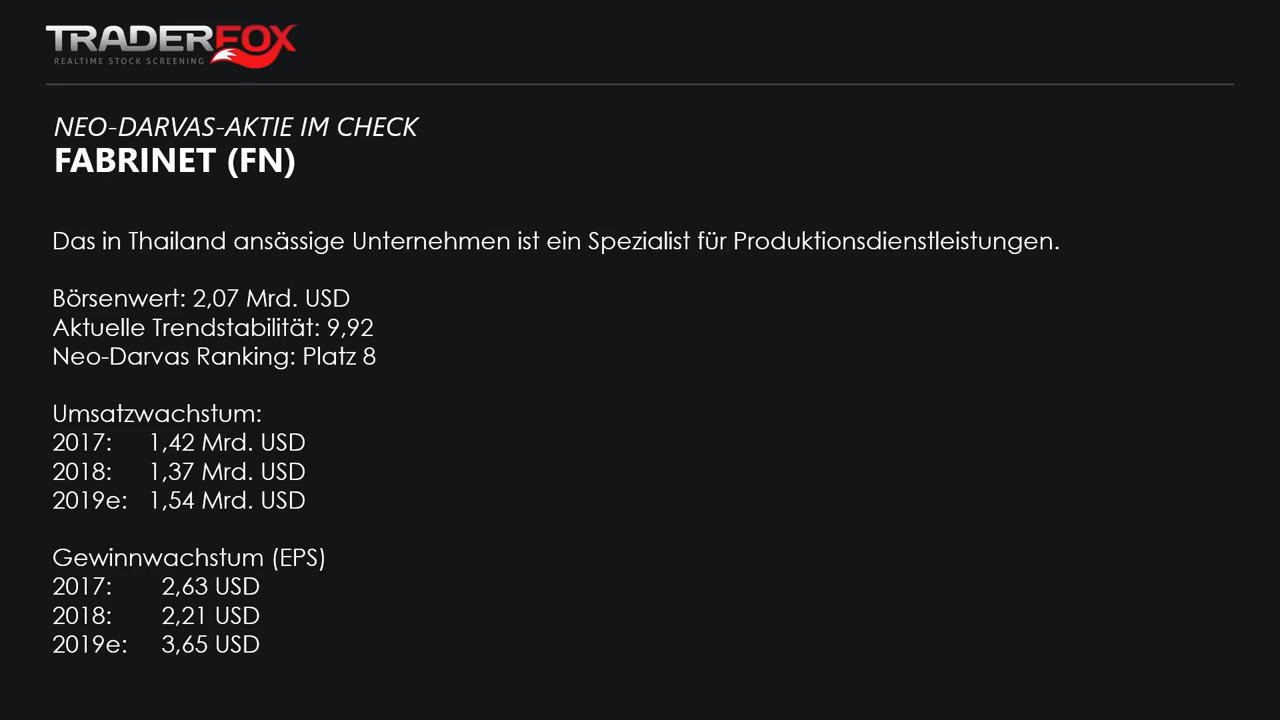 TRADERFOX
REALTIME STOCK SCREENING
NEO-DARVAS-AKTIE IM CHECK
FABRINET (FN)
Das in Thailand ansässige Unternehmen ist ein Spezialist für Produktionsdienstleistungen.
Börsenwert: 2,07 Mrd. USD
Aktuelle Trendstabilität: 9,92
Neo-Darvas Ranking: Platz 8
Umsatzwachstum:
2017: 1,42 Mrd. USD
2018: 1,37 Mrd. USD
2019e: 1,54 Mrd. USD
Gewinnwachstum (EPS)
2017: 2,63 USD
2018: 2,21 USD
2019e: 3,65 USD